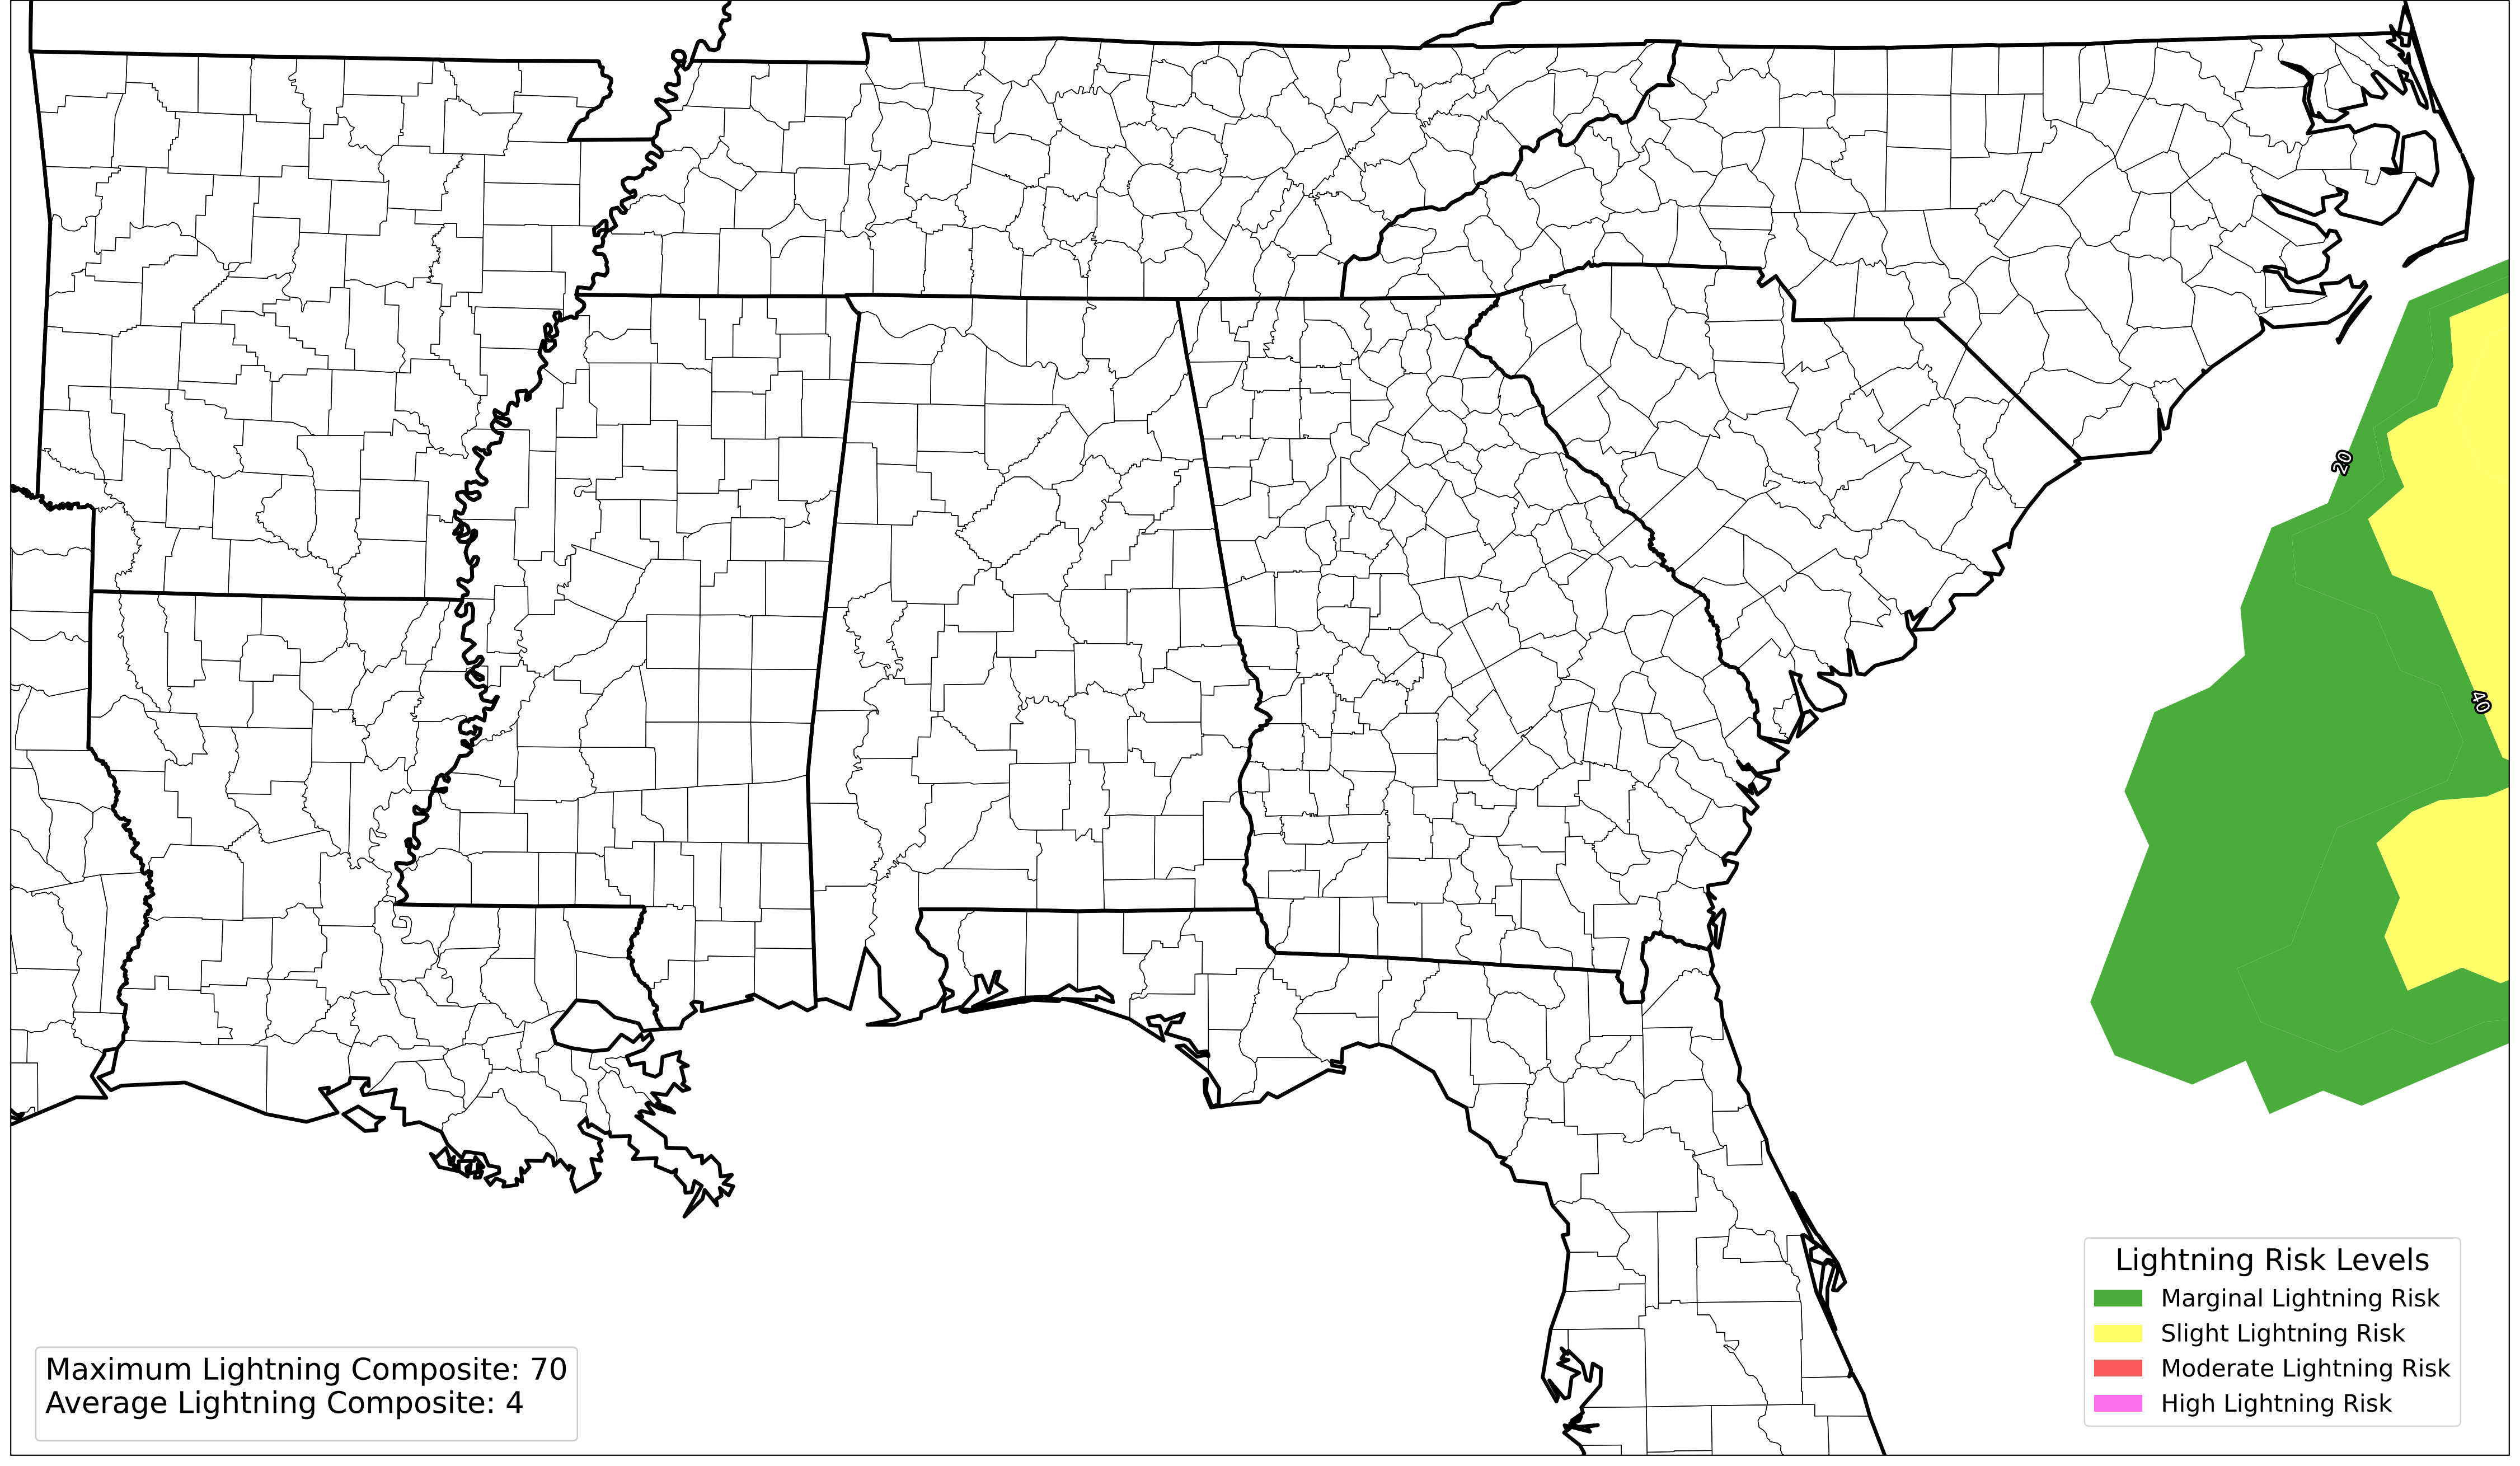 20
40
Lightning Risk Levels
Marginal Lightning Risk
Slight Lightning Risk
Moderate Lightning Risk
High Lightning Risk
Maximum Lightning Composite: 70
Average Lightning Composite: 4